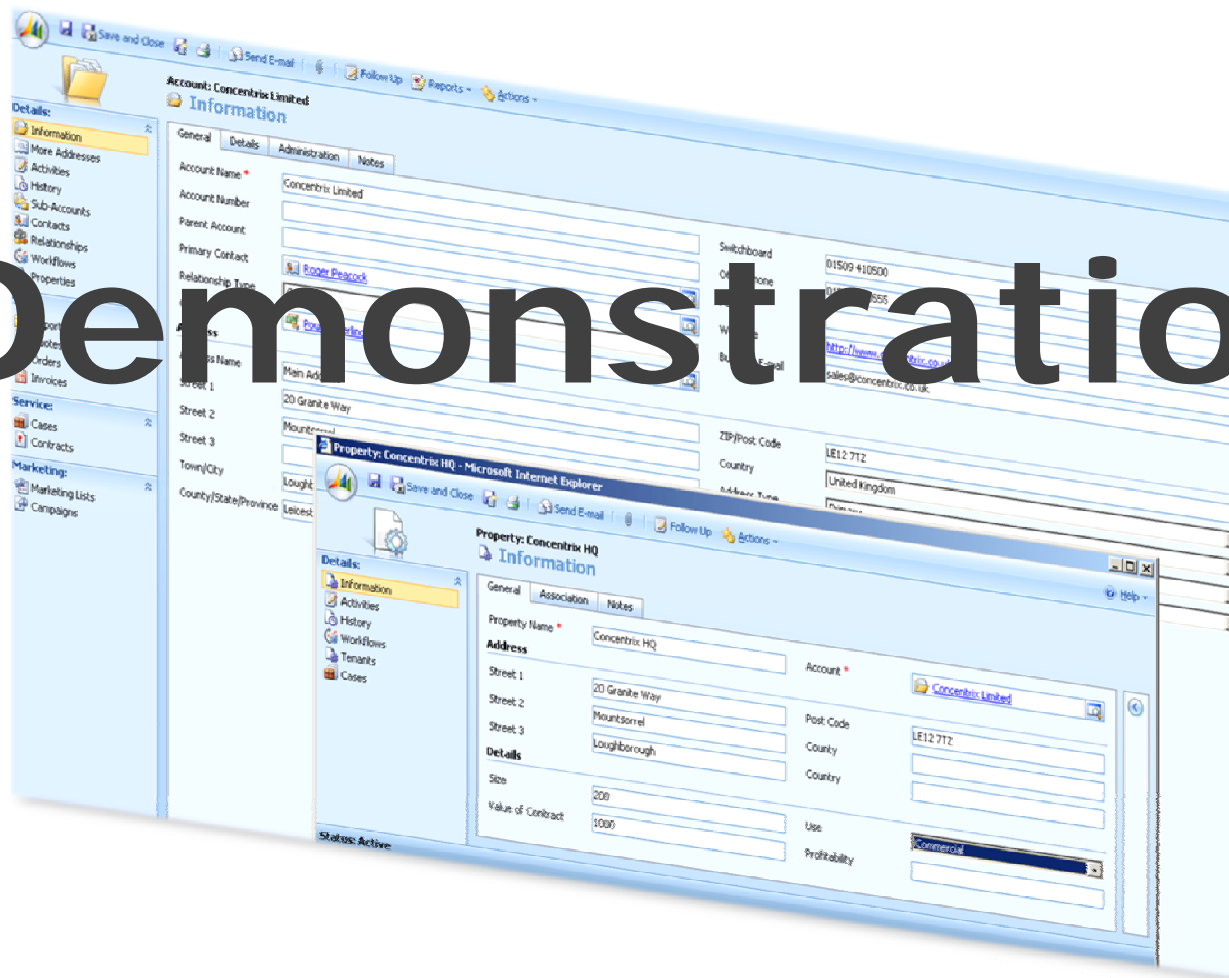 Save and Close Send E-mail Follow Up Reports Actions
Account: Concentrix Limited
Information
Details:
Information
More Addresses
Activities
History
Sub-Accounts
Contacts
Relationships
Workflows
Properties
Orders
Invoices
Service:
Cases
Contracts
Marketing:
Marketing Lists
Campaigns
General Details Administration Notes
Account Name * Concentrix Limited
Account Number
Parent Account
Primary Contact Roger Peacock
Relationship Type
Main
Street 1 20 Granite Way
Street 2
Street 3
Town/City
County/State/Province
Switchboard 01509 410500
sales@concentrix.co.uk
ZIP/Post Code LE12 7TZ
Country United Kingdom
Demonstratio
Property: Concentrix HQ - Microsoft Internet Explorer
Save and Close Send E-mail Follow Up Actions
Help
Property: Concentrix HQ
Information
Details:
Information
Activities
History
Workflows
Tenants
Cases
General Association Notes
Property Name * Concentrix HQ
Account * Concentrix Limited
Address
Street 1 20 Granite Way
Street 2 Mountsorrel
Street 3 Loughborough
Post Code LE12 7TZ
County
Country
Details
Size 200
Value of Contract 1000
Use Commercial
Profitability
Status: Active